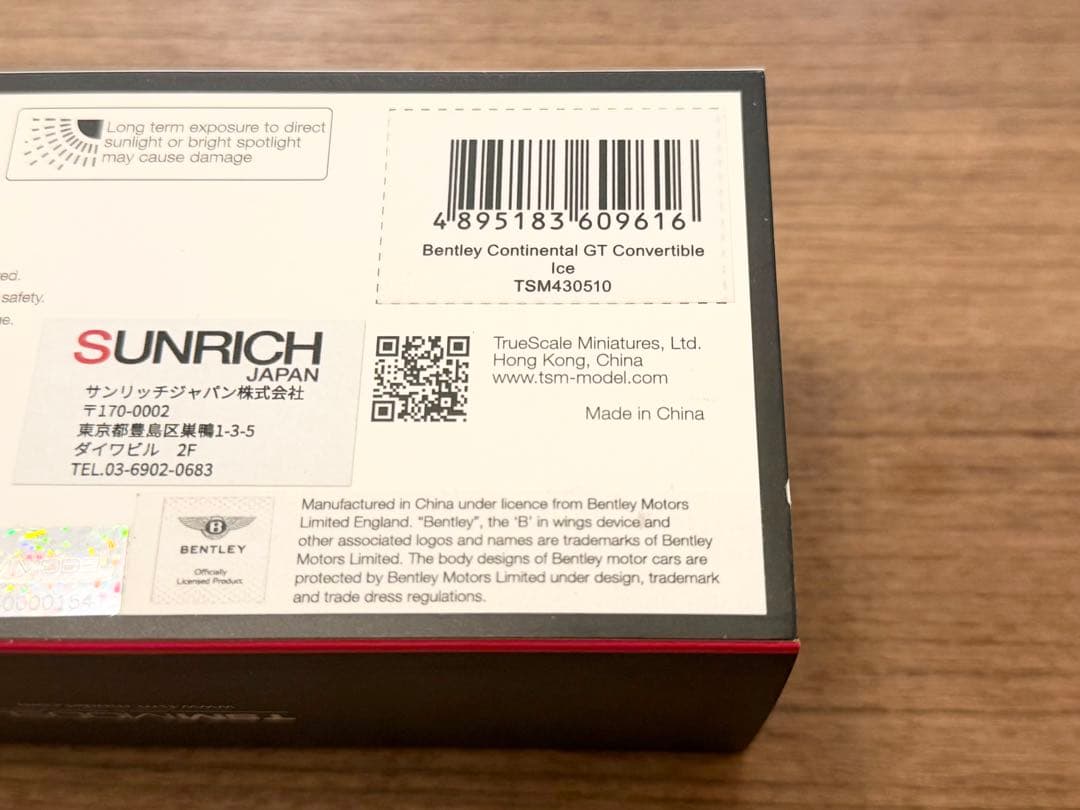 Long term exposure to direct
sunlight or bright spotlight
may cause damage
4 895183 609616
Bentley Continental GT Convertible
Ice
TSM430510
safety.
SUNRICH
JAPAN
サンリッチジャパン株式会社
〒170-0002
東京都豊島区巣鴨1-3-5
ダイワビル 2F
TEL.03-6902-0683
TrueScale Miniatures, Ltd.
Hong Kong, China
www.tsm-model.com
Made in China
B
BENTLEY
Officially
Licensed Product
Manufactured in China under licence from Bentley Motors
Limited England. “Bentley”, the ‘B’ in wings device and
other associated logos and names are trademarks of Bentley
Motors Limited. The body designs of Bentley motor cars are
protected by Bentley Motors Limited under design, trademark
and trade dress regulations.